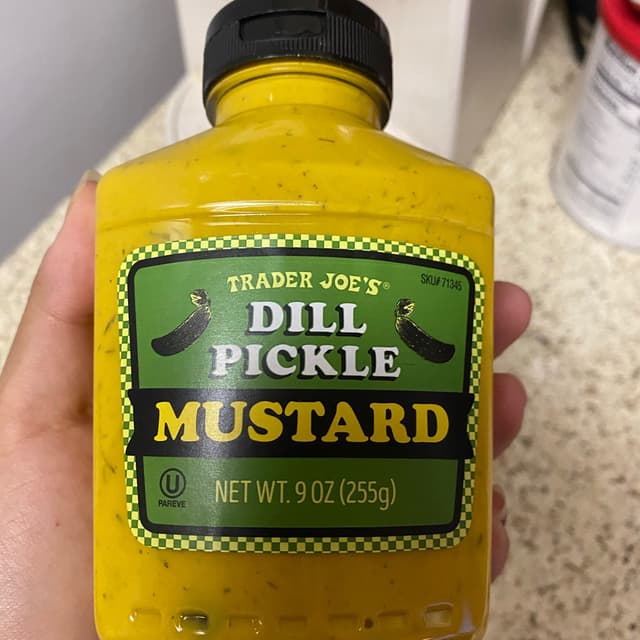 TRADER JOE'S®
SKU# 71345
DILL
PICKLE
MUSTARD
U
PAREVE
NET WT. 9 OZ (255g)